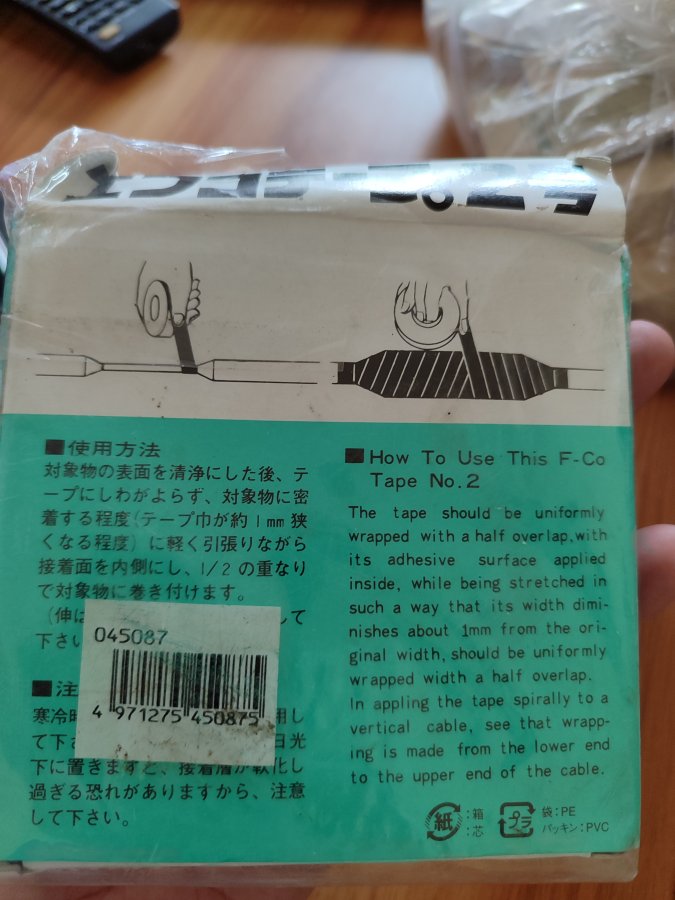 ■使用方法
対象物の表面を清浄にした後、テ
ープにしわがよらず、対象物に密
着する程度(テープ巾が約1mm狭
くなる程度)に軽く引張りながら
接着面を内側にし、1/2の重なり
で対象物に巻き付けます。
(伸
して
下さ
045087
4 971275 450875
■注
寒冷時
用し
て下さ
日光
下に置きますと、接着層が軟化し
過ぎる恐れがありますから、注意
して下さい。
■How To Use This F-Co
Tape No.2
The tape should be uniformly
wrapped with a half overlap,with
its adhesive surface applied
inside, while being stretched in
such a way that its width dimi-
nishes about 1mm from the ori-
ginal width, should be uniformly
wrapped width a half overlap.
In appling the tape spirally to a
vertical cable, see that wrapp-
ing is made from the lower end
to the upper end of the cable.
紙
:箱
:芯
プラ
袋:PE
パッキン:PVC